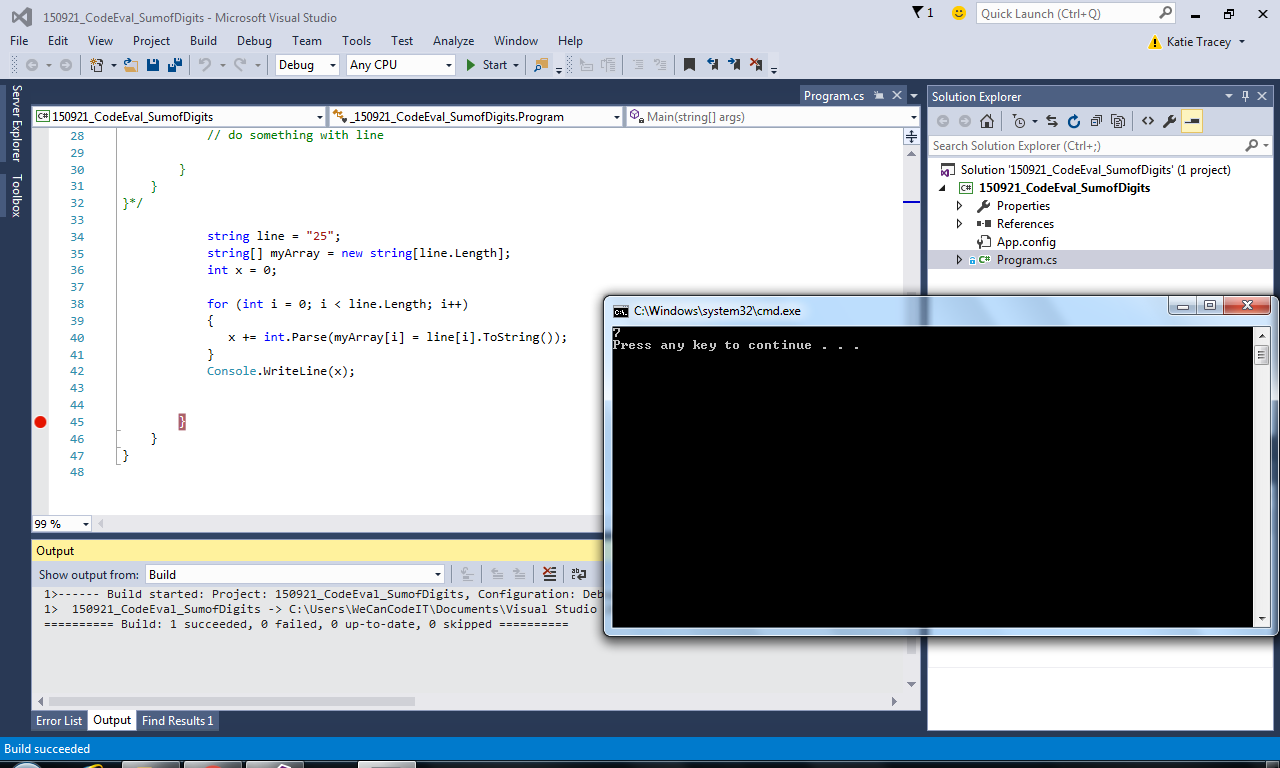 150921_CodeEval_SumofDigits - Microsoft Visual Studio
1
Quick Launch (Ctrl+Q)
File Edit View Project Build Debug Team Tools Test Analyze Window Help
Katie Tracey
Debug Any CPU Start
Server Explorer
Toolbox
Program.cs
150921_CodeEval_SumofDigits _150921_CodeEval_SumofDigits.Program Main(string[] args)
28 // do something with line
29
30 }
31 }
32 }*/
33
34 string line = "25";
35 string[] myArray = new string[line.Length];
36 int x = 0;
37
38 for (int i = 0; i < line.Length; i++)
39 {
40 x += int.Parse(myArray[i] = line[i].ToString());
41 }
42 Console.WriteLine(x);
43
44
45 }
46 }
47 }
48
99 %
Solution Explorer
Search Solution Explorer (Ctrl+;)
Solution '150921_CodeEval_SumofDigits' (1 project)
C# 150921_CodeEval_SumofDigits
Properties
References
App.config
C# Program.cs
C:\Windows\system32\cmd.exe
7
Press any key to continue . . .
Output
Show output from: Build
1>------ Build started: Project: 150921_CodeEval_SumofDigits, Configuration: Deb
1> 150921_CodeEval_SumofDigits -> C:\Users\WeCanCodeIT\Documents\Visual Studio
========== Build: 1 succeeded, 0 failed, 0 up-to-date, 0 skipped ==========
Error List Output Find Results 1
Build succeeded